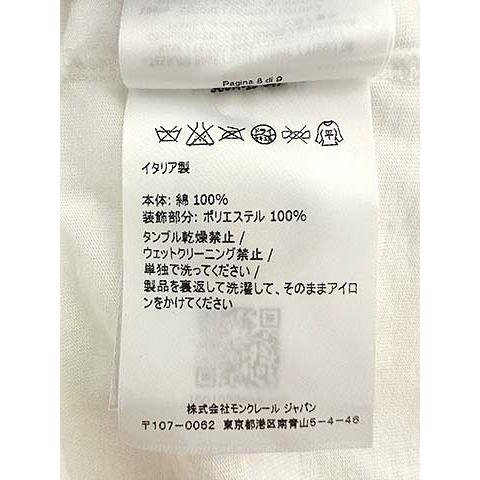 Pagina 8 di 9
平
イタリア製
本体: 綿 100%
装飾部分: ポリエステル 100%
タンブル乾燥禁止 /
ウェットクリーニング禁止 /
単独で洗ってください /
製品を裏返して洗濯して、そのままアイロ
ンをかけてください
株式会社モンクレール ジャパン
〒107-0062 東京都港区南青山5-4-46